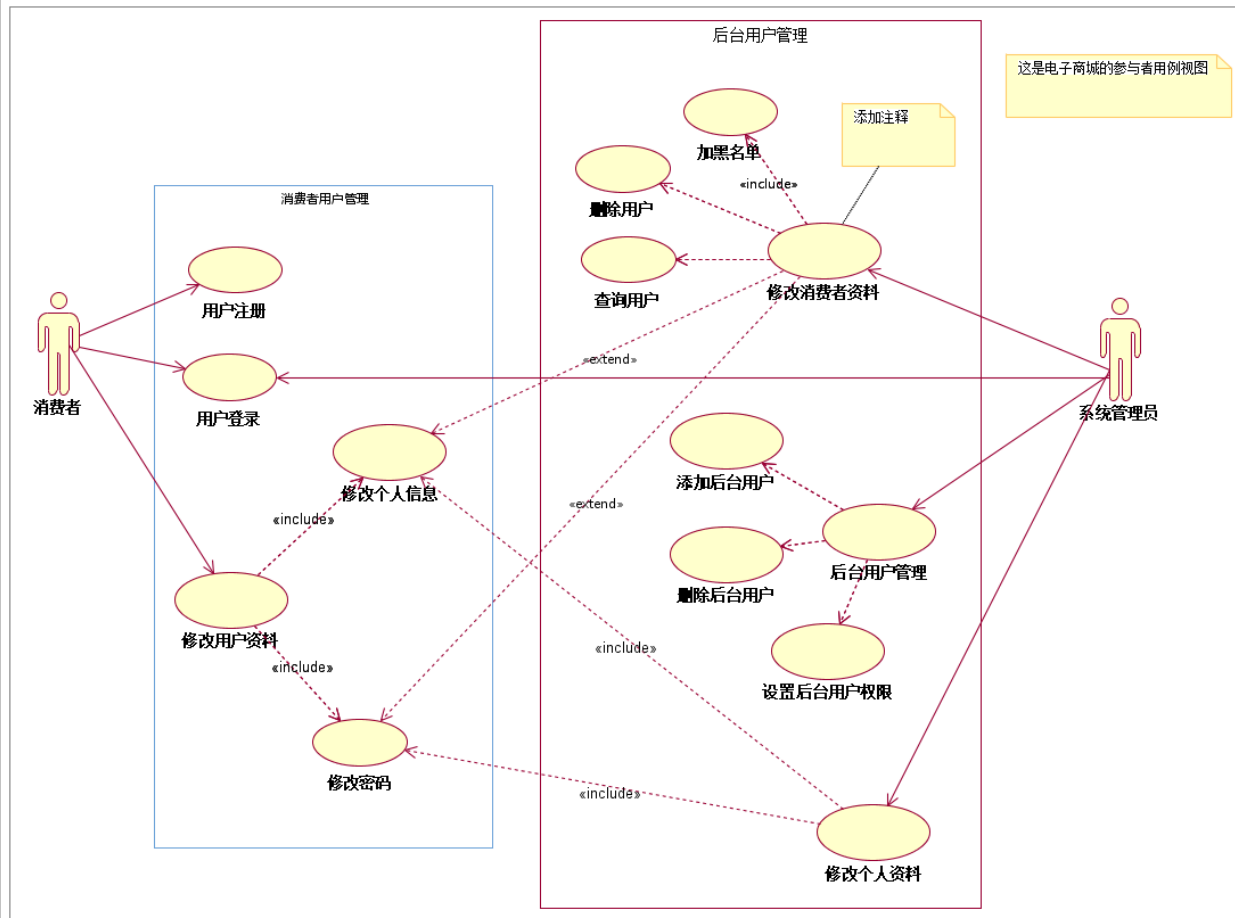 后台用户管理
这是电子商城的参与者用例视图
添加注释
加黑名单
«include»
删除用户
消费者用户管理
查询用户
修改消费者资料
用户注册
«extend»
消费者
用户登录
系统管理员
添加后台用户
修改个人信息
«extend»
«include»
后台用户管理
删除后台用户
修改用户资料
«include»
«include»
设置后台用户权限
修改密码
«include»
修改个人资料